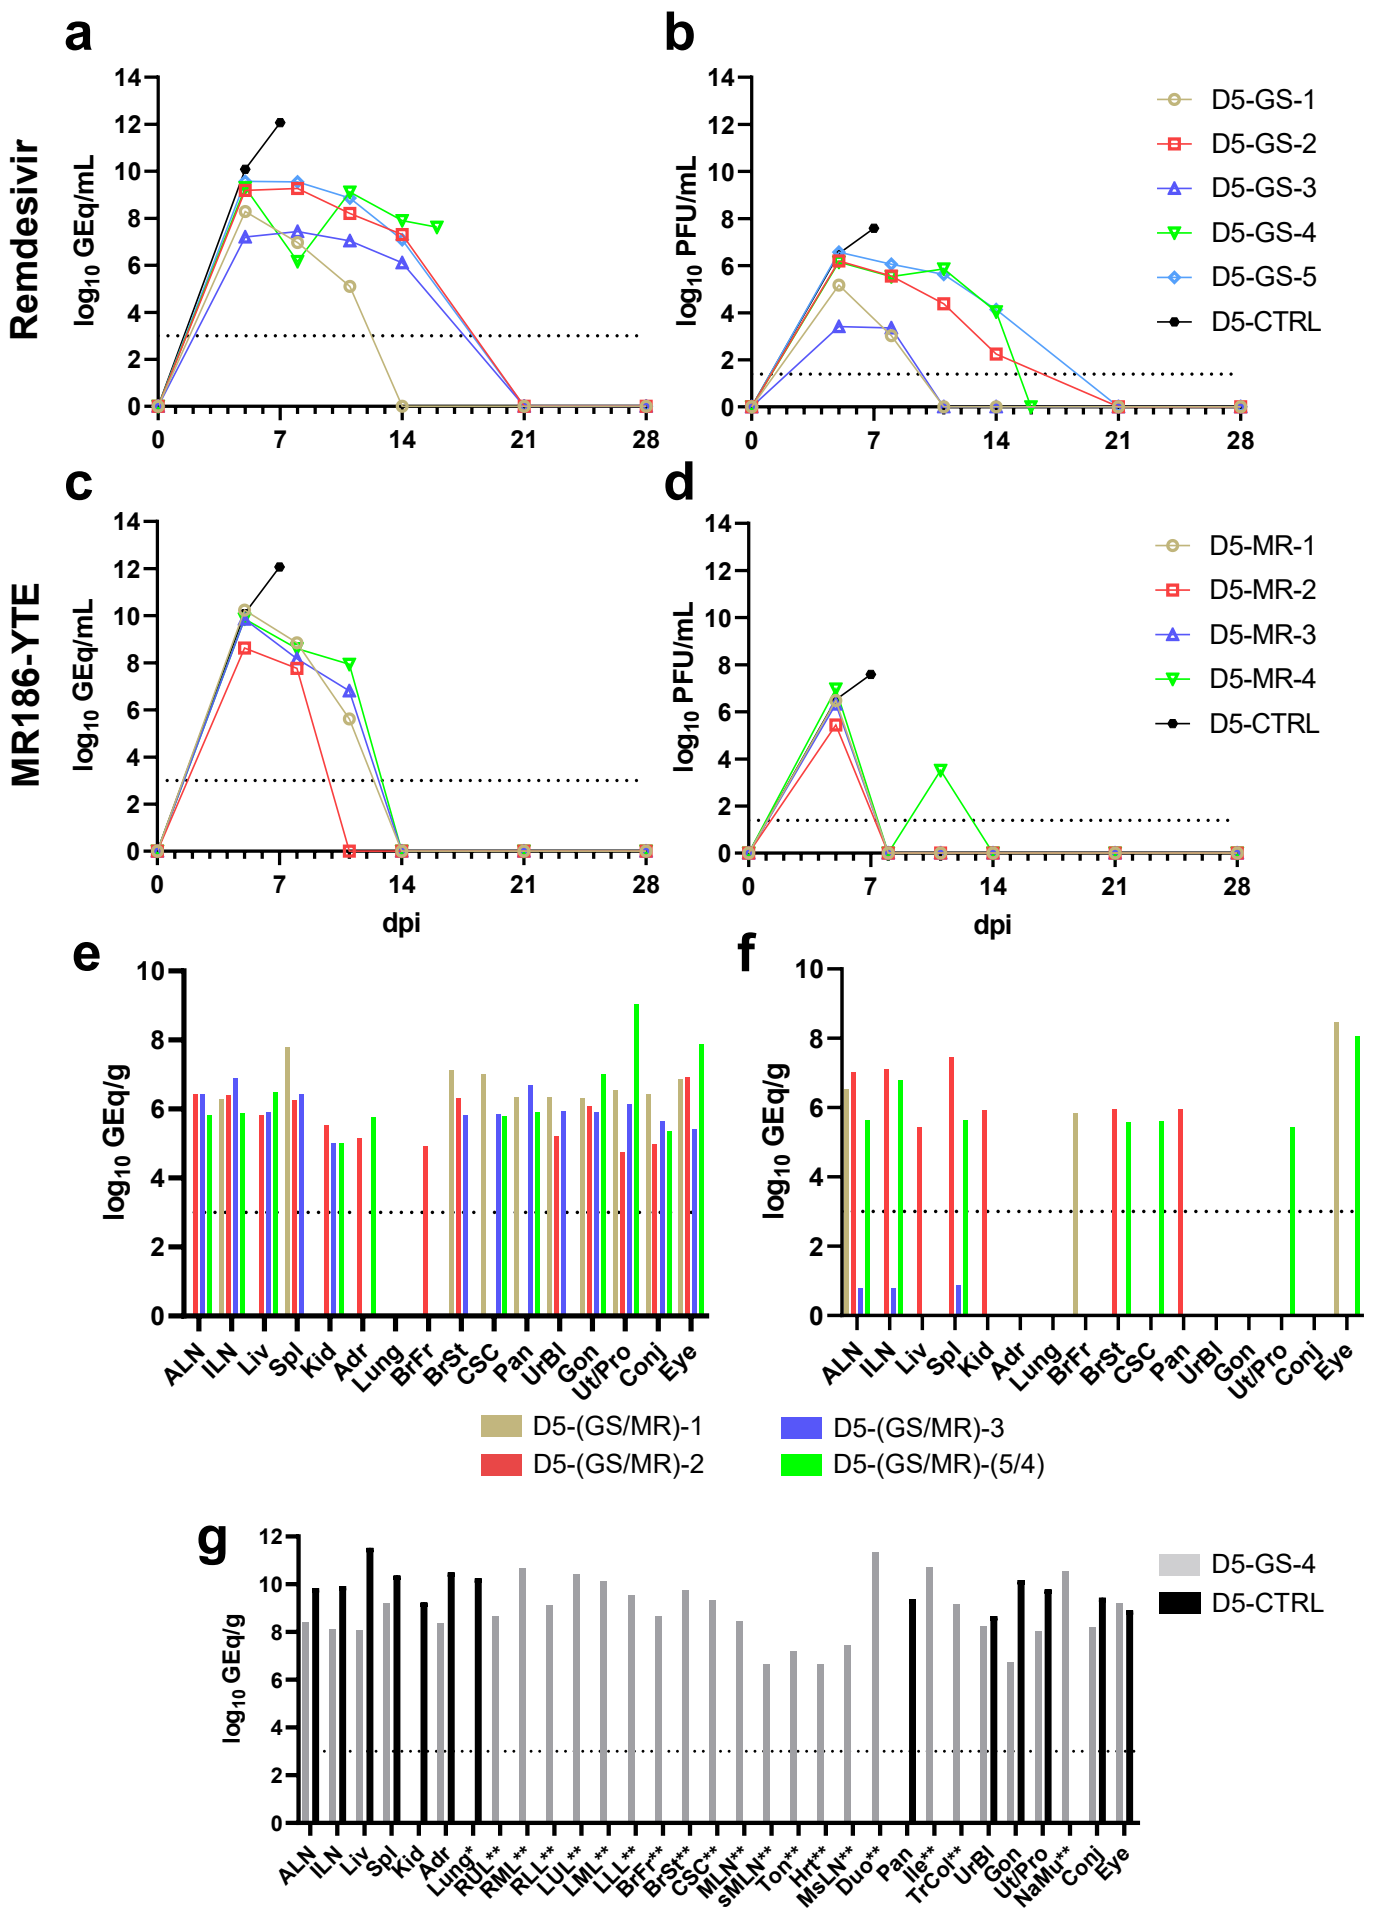 a
b
Remdesivir
log10 GEq/mL
14
12
10
8
6
4
2
0
0 7 14 21 28
log10 PFU/mL
14
12
10
8
6
4
2
0
0 7 14 21 28
D5-GS-1
D5-GS-2
D5-GS-3
D5-GS-4
D5-GS-5
D5-CTRL
c
d
MR186-YTE
log10 GEq/mL
14
12
10
8
6
4
2
0
0 7 14 21 28
dpi
log10 PFU/mL
14
12
10
8
6
4
2
0
0 7 14 21 28
dpi
D5-MR-1
D5-MR-2
D5-MR-3
D5-MR-4
D5-CTRL
e
log10 GEq/g
10
8
6
4
2
0
ALN ILN Liv Spl Kid Adr Lung BrFr BrSt CSC Pan UrBl Gon Ut/Pro Conj Eye
f
log10 GEq/g
10
8
6
4
2
0
ALN ILN Liv Spl Kid Adr Lung BrFr BrSt CSC Pan UrBl Gon Ut/Pro Conj Eye
D5-(GS/MR)-1
D5-(GS/MR)-2
D5-(GS/MR)-3
D5-(GS/MR)-(5/4)
g
log10 GEq/g
12
10
8
6
4
2
0
ALN ILN Liv Spl Kid Adr Lung* RUL** RML** RLL** LUL** LML** LLL** BrFr** BrSt** CSC** MLN** sMLN** Ton** Hrt** MsLN** Duo** Pan Ile** TrCol** UrBl Gon Ut/Pro NaMu** Conj Eye
D5-GS-4
D5-CTRL